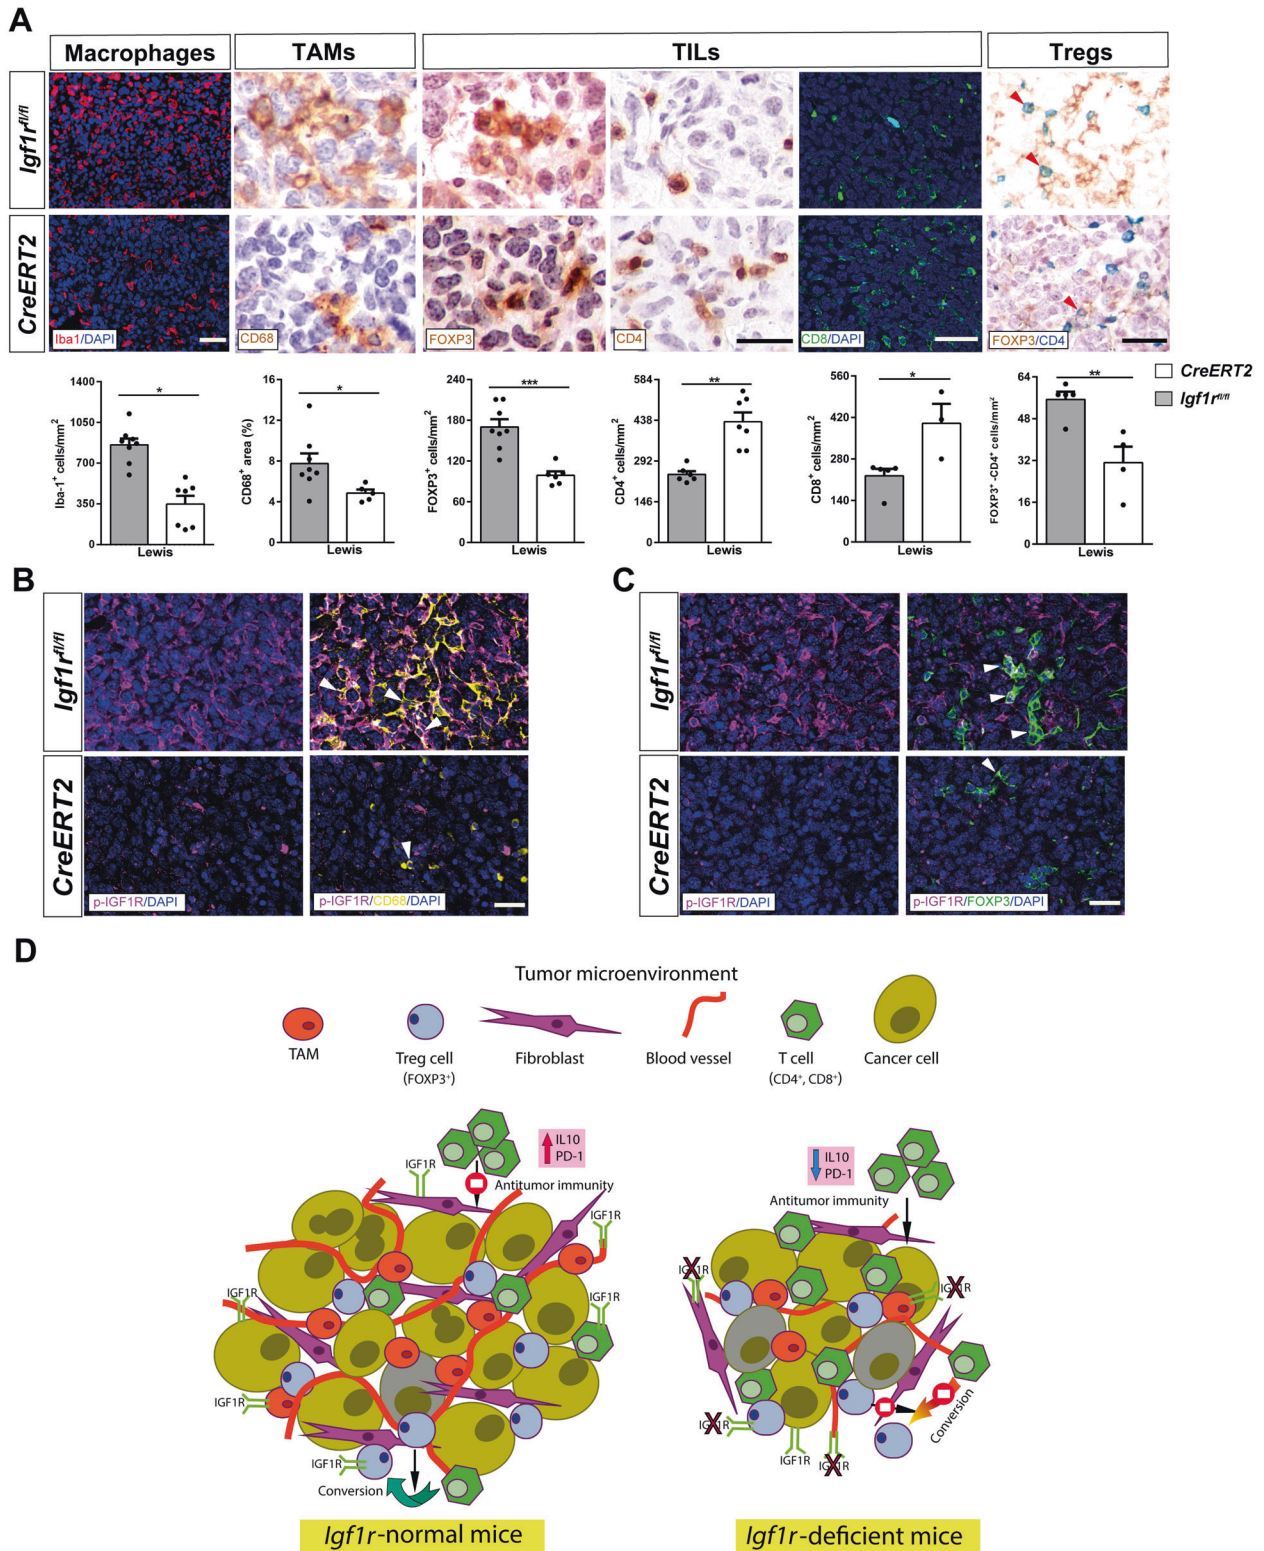 A
Macrophages
TAMs
TILs
Tregs
Igf1r fl/fl
CreERT2
Iba1/DAPI
CD68
FOXP3
CD4
CD8/DAPI
FOXP3/CD4
CreERT2
Igf1r fl/fl
Iba-1+ cells/mm2
1400
1050
700
350
0
*
Lewis
CD68+ area (%)
16
12
8
4
0
*
Lewis
FOXP3+ cells/mm2
240
180
120
60
0
***
Lewis
CD4+ cells/mm2
584
438
292
146
0
**
Lewis
CD8+ cells/mm2
560
420
280
140
0
*
Lewis
FOXP3+ -CD4+ cells/mm2
64
48
32
16
0
**
Lewis
B
Igf1r fl/fl
CreERT2
p-IGF1R/DAPI
p-IGF1R/CD68/DAPI
C
Igf1r fl/fl
CreERT2
p-IGF1R/DAPI
p-IGF1R/FOXP3/DAPI
D
Tumor microenvironment
TAM
Treg cell
(FOXP3+)
Fibroblast
Blood vessel
T cell
(CD4+, CD8+)
Cancer cell
IL10
PD-1
IGF1R
Antitumor immunity
IGF1R
IGF1R
IGF1R
IGF1R
IGF1R
Conversion
Igf1r-normal mice
IL10
PD-1
Antitumor immunity
IGF1R
IGF1R
IGF1R
IGF1R
IGF1R
Conversion
Igf1r-deficient mice